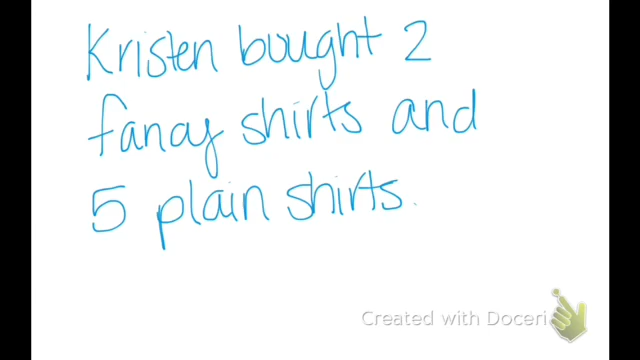 Kristen bought 2
fancy shirts and
5 plain shirts.
Created with Doceri